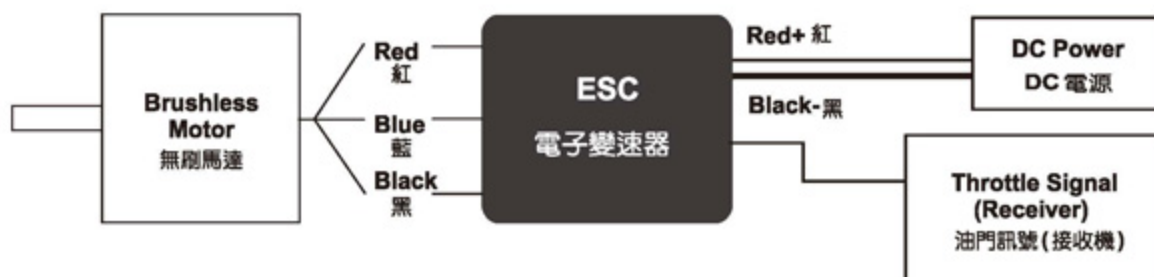 Brushless
Motor
無刷馬達
Red
紅
Blue
藍
Black
黑
ESC
電子變速器
Red+ 紅
Black-黑
DC Power
DC 電源
Throttle Signal
(Receiver)
油門訊號(接收機)